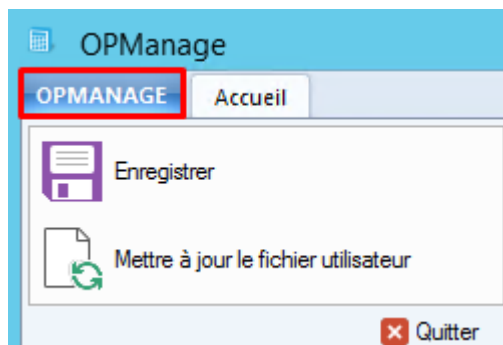 OPManage
OPMANAGE Accueil
Enregistrer
Mettre à jour le fichier utilisateur
Quitter